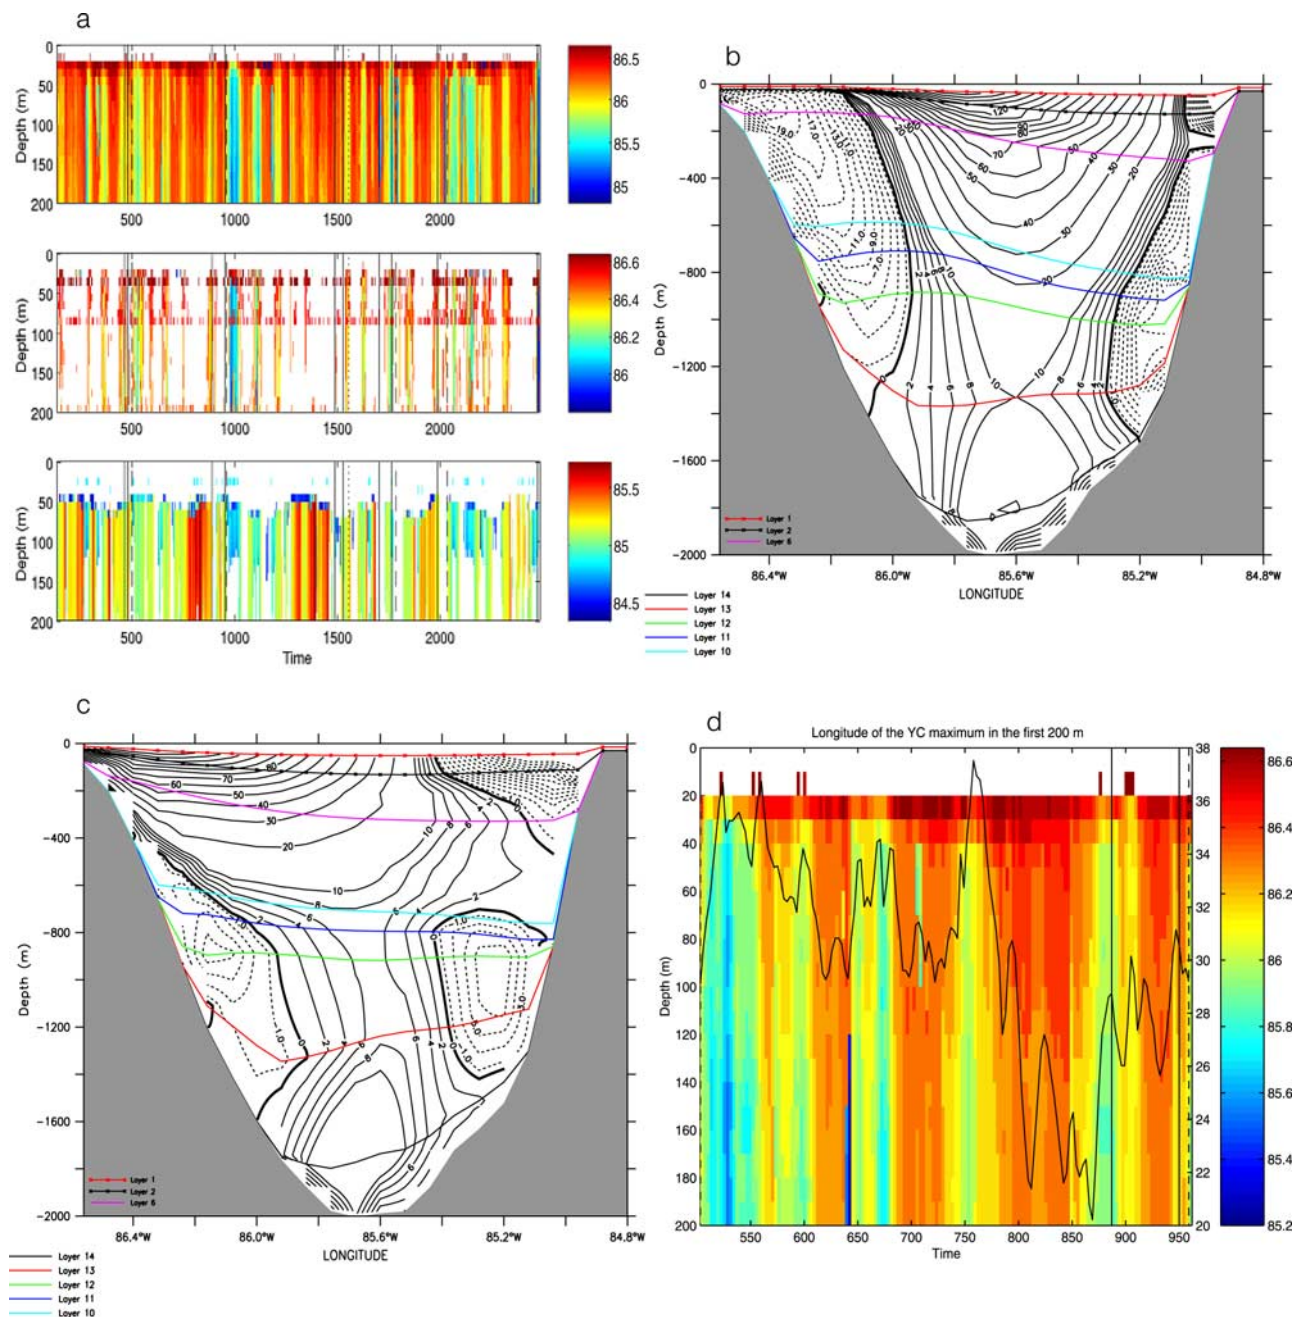 a
0
50
100
150
200
Depth (m)
500
1000
1500
2000
86.5
86
85.5
85
0
50
100
150
200
Depth (m)
500
1000
1500
2000
86.6
86.4
86.2
86
0
50
100
150
200
Depth (m)
500
1000
1500
2000
Time
85.5
85
84.5
b
0
-400
-800
-1200
-1600
-2000
Depth (m)
86.4°W
86.0°W
85.6°W
85.2°W
84.8°W
LONGITUDE
Layer 1
Layer 2
Layer 6
Layer 14
Layer 13
Layer 12
Layer 11
Layer 10
c
0
-400
-800
-1200
-1600
-2000
Depth (m)
86.4°W
86.0°W
85.6°W
85.2°W
84.8°W
LONGITUDE
Layer 1
Layer 2
Layer 6
Layer 14
Layer 13
Layer 12
Layer 11
Layer 10
d
Longitude of the YC maximum in the first 200 m
0
20
40
60
80
100
120
140
160
180
200
Depth (m)
550
600
650
700
750
800
850
900
950
Time
38
36
34
32
30
28
26
24
22
20
86.6
86.4
86.2
86
85.8
85.6
85.4
85.2